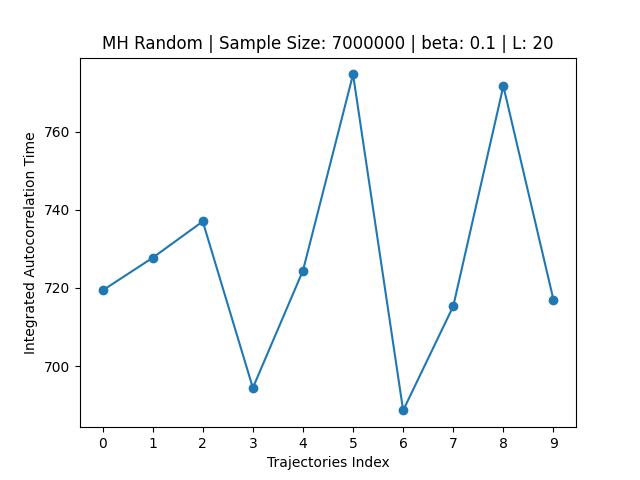 MH Random | Sample Size: 7000000 | beta: 0.1 | L: 20
Integrated Autocorrelation Time
760
740
720
700
0 1 2 3 4 5 6 7 8 9
Trajectories Index